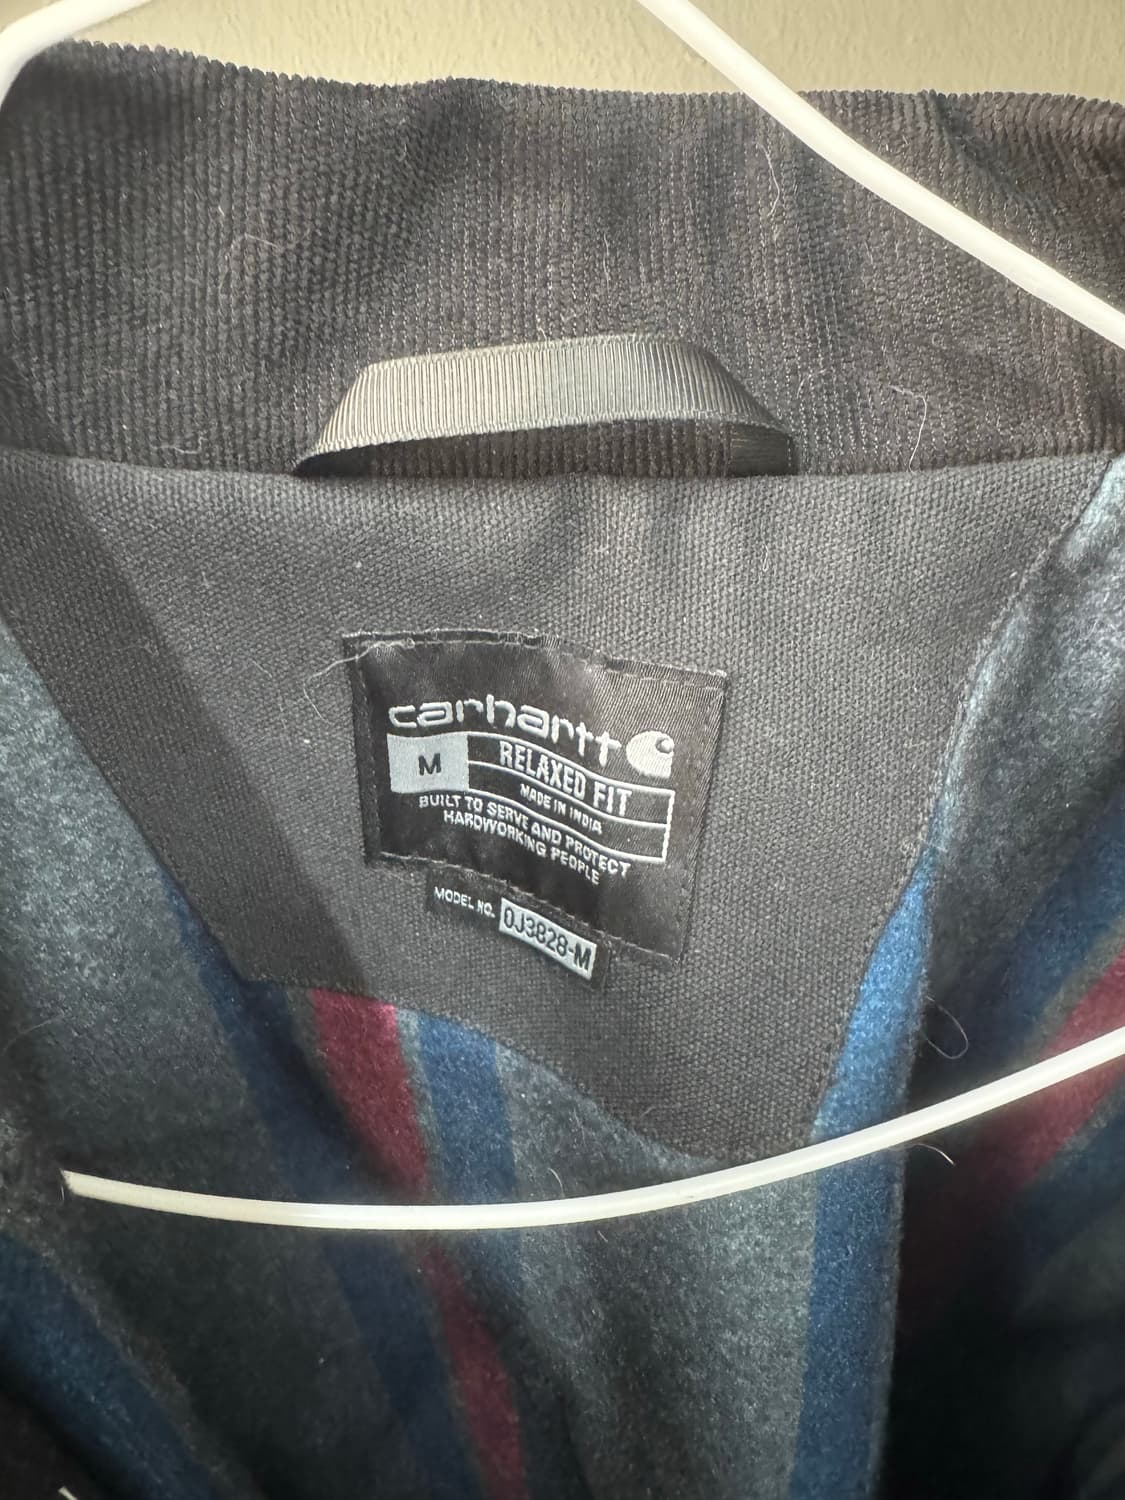 carhartt
M
RELAXED FIT
MADE IN INDIA
BUILT TO SERVE AND PROTECT
HARDWORKING PEOPLE
MODEL NO. OJ3828-M